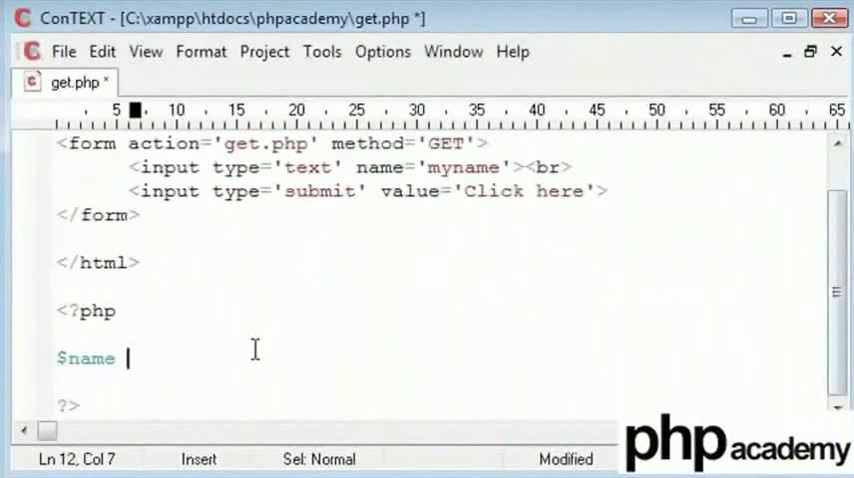 ConTEXT - [C:\xampp\htdocs\phpacademy\get.php *]
File Edit View Format Project Tools Options Window Help
get.php *
5 10 15 20 25 30 35 40 45 50 55 60 65
<form action='get.php' method='GET'>
<input type='text' name='myname'><br>
<input type='submit' value='Click here'>
</form>
</html>
<?php
$name
?>
Ln 12, Col 7 Insert Sel: Normal Modified
php academy